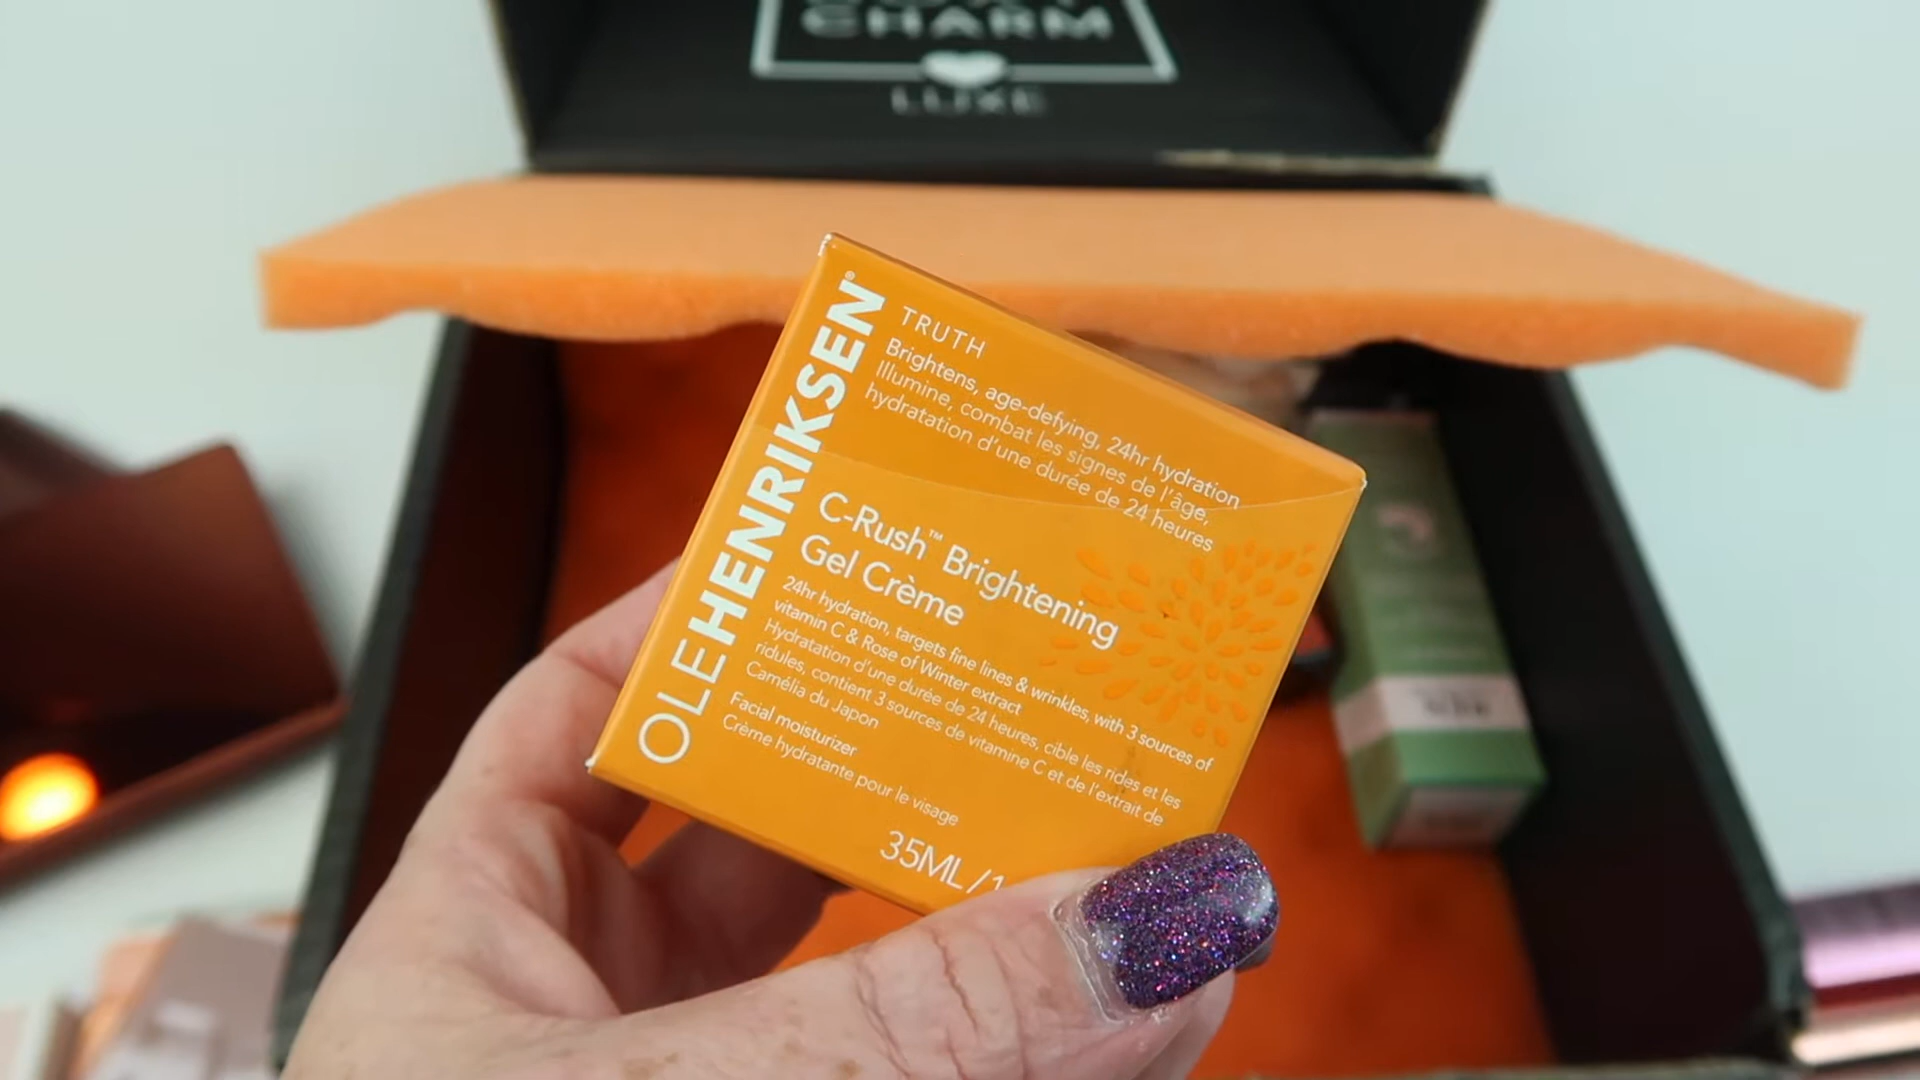 CHARM
LUXE
OLEHENRIKSEN®
TRUTH
Brightens, age-defying, 24hr hydration
Illumine, combat les signes de l'âge,
hydratation d'une durée de 24 heures
C-Rush™ Brightening
Gel Crème
24hr hydration, targets fine lines & wrinkles, with 3 sources of
vitamin C & Rose of Winter extract
Hydratation d'une durée de 24 heures, cible les rides et les
ridules, contient 3 sources de vitamine C et de l'extrait de
Camélia du Japon
Facial moisturizer
Crème hydratante pour le visage
35ML/1